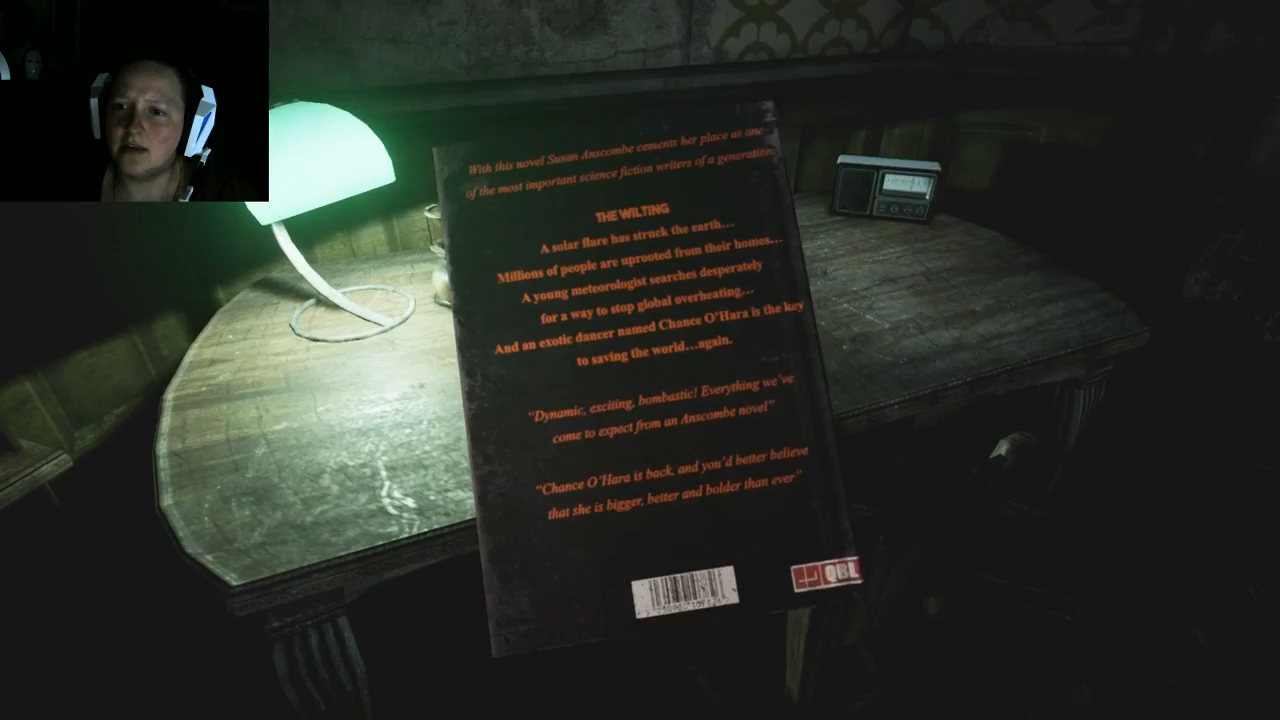 With this novel Susan Anscombe cements her place as one
of the most important science fiction writers of a generation.
THE WILTING
A solar flare has struck the earth...
Millions of people are uprooted from their homes...
A young meteorologist searches desperately
for a way to stop global overheating...
And an exotic dancer named Chance O'Hara is the key
to saving the world...again.
"Dynamic, exciting, bombastic! Everything we've
come to expect from an Anscombe novel"
"Chance O'Hara is back, and you'd better believe
that she is bigger, better and bolder than ever"
QBL